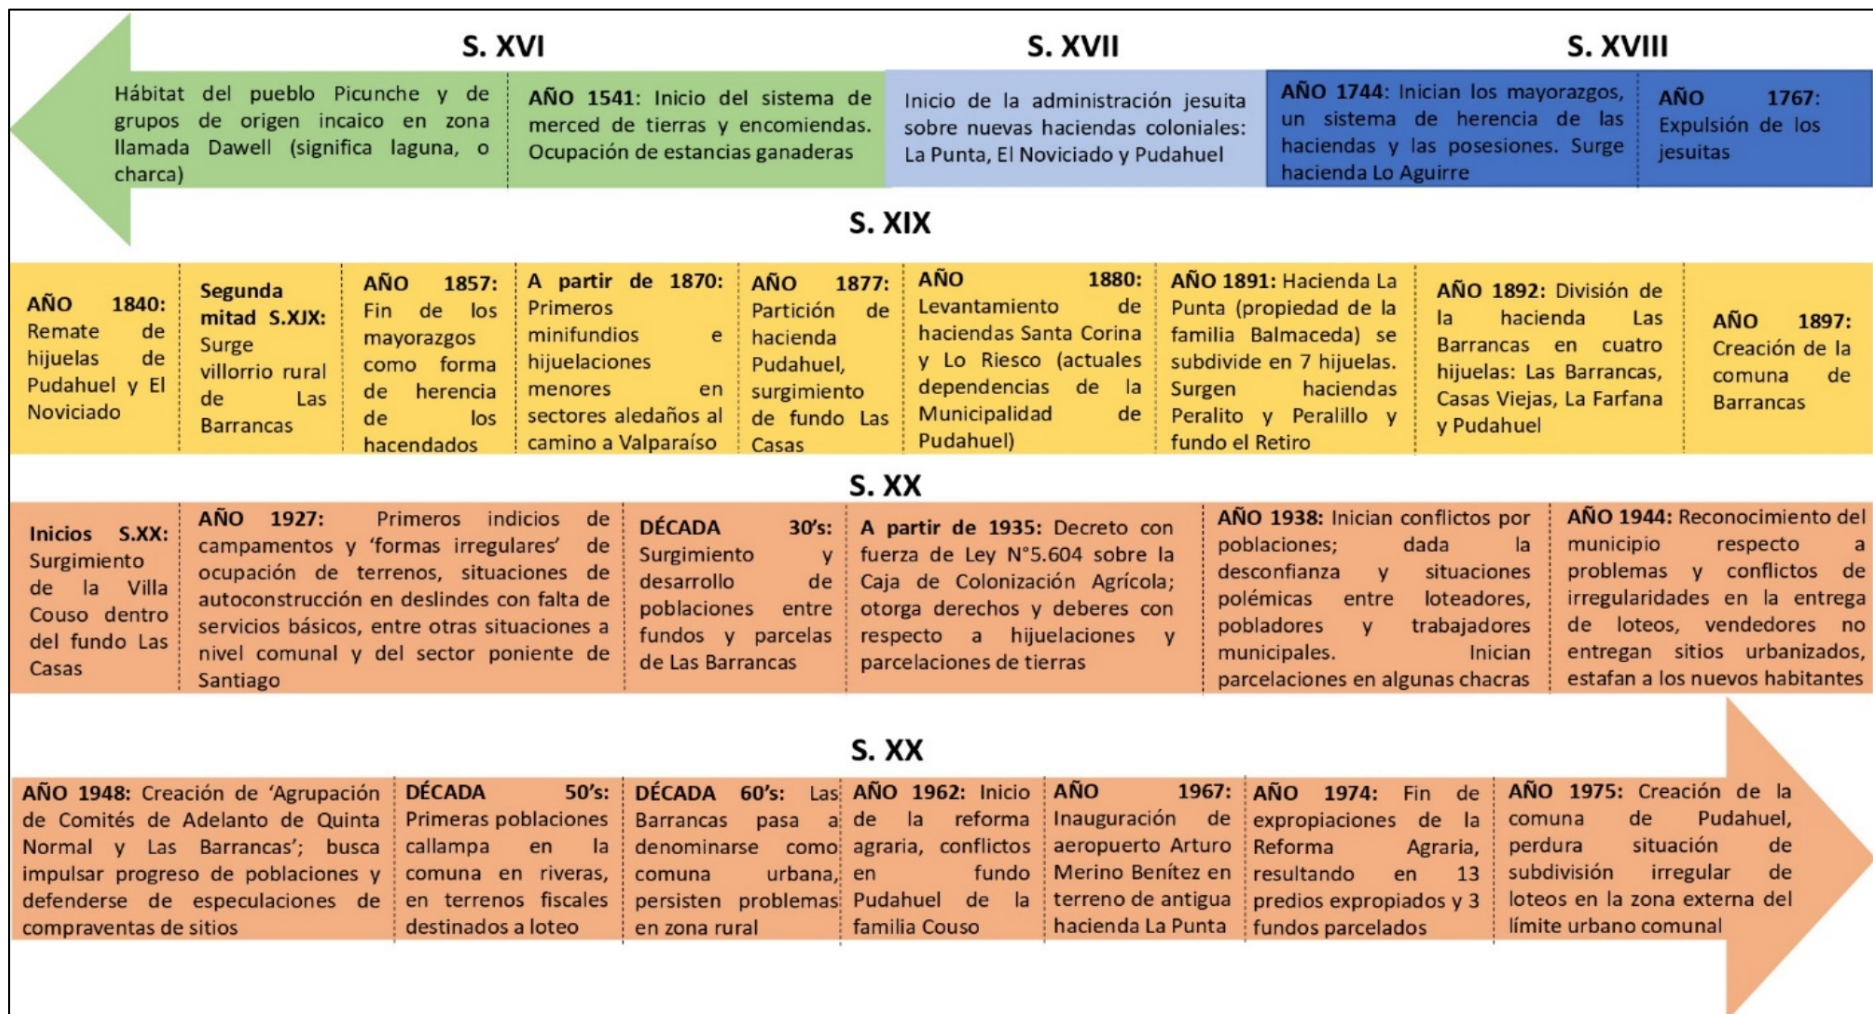 S. XVI
S. XVII
S. XVIII
Hábitat del pueblo Picunche y de
grupos de origen incaico en zona
llamada Dawell (significa laguna, o
charca)
AÑO 1541: Inicio del sistema de
merced de tierras y encomiendas.
Ocupación de estancias ganaderas
Inicio de la administración jesuita
sobre nuevas haciendas coloniales:
La Punta, El Noviciado y Pudahuel
AÑO 1744: Inician los mayorazgos,
un sistema de herencia de las
haciendas y las posesiones. Surge
hacienda Lo Aguirre
AÑO 1767:
Expulsión de los
jesuitas
S. XIX
AÑO 1840:
Remate de
hijuelas de
Pudahuel y El
Noviciado
Segunda
mitad S.XJX:
Surge
villorrio rural
de Las
Barrancas
AÑO 1857:
Fin de los
mayorazgos
como forma
de herencia
de los
hacendados
A partir de 1870:
Primeros
minifundios e
hijuelaciones
menores en
sectores aledaños al
camino a Valparaíso
AÑO 1877:
Partición de
hacienda
Pudahuel,
surgimiento
de fundo Las
Casas
AÑO 1880:
Levantamiento de
haciendas Santa Corina
y Lo Riesco (actuales
dependencias de la
Municipalidad de
Pudahuel)
AÑO 1891: Hacienda La
Punta (propiedad de la
familia Balmaceda) se
subdivide en 7 hijuelas.
Surgen haciendas
Peralito y Peralillo y
fundo el Retiro
AÑO 1892: División de
la hacienda Las
Barrancas en cuatro
hijuelas: Las Barrancas,
Casas Viejas, La Farfana
y Pudahuel
AÑO 1897:
Creación de la
comuna de
Barrancas
S. XX
Inicios S.XX:
Surgimiento
de la Villa
Couso dentro
del fundo Las
Casas
AÑO 1927: Primeros indicios de
campamentos y ‘formas irregulares’ de
ocupación de terrenos, situaciones de
autoconstrucción en deslindes con falta de
servicios básicos, entre otras situaciones a
nivel comunal y del sector poniente de
Santiago
DÉCADA 30's:
Surgimiento y
desarrollo de
poblaciones entre
fundos y parcelas
de Las Barrancas
A partir de 1935: Decreto con
fuerza de Ley N°5.604 sobre la
Caja de Colonización Agrícola;
otorga derechos y deberes con
respecto a hijuelaciones y
parcelaciones de tierras
AÑO 1938: Inician conflictos por
poblaciones; dada la
desconfianza y situaciones
polémicas entre loteadores,
pobladores y trabajadores
municipales. Inician
parcelaciones en algunas chacras
AÑO 1944: Reconocimiento del
municipio respecto a
problemas y conflictos de
irregularidades en la entrega
de loteos, vendedores no
entregan sitios urbanizados,
estafan a los nuevos habitantes
S. XX
AÑO 1948: Creación de ‘Agrupación
de Comités de Adelanto de Quinta
Normal y Las Barrancas’; busca
impulsar progreso de poblaciones y
defenderse de especulaciones de
compraventas de sitios
DÉCADA 50's:
Primeras poblaciones
callampa en la
comuna en riveras,
en terrenos fiscales
destinados a loteo
DÉCADA 60's: Las
Barrancas pasa a
denominarse como
comuna urbana,
persisten problemas
en zona rural
AÑO 1962: Inicio
de la reforma
agraria, conflictos
en fundo
Pudahuel de la
familia Couso
AÑO 1967:
Inauguración de
aeropuerto Arturo
Merino Benítez en
terreno de antigua
hacienda La Punta
AÑO 1974: Fin de
expropiaciones de la
Reforma Agraria,
resultando en 13
predios expropiados y 3
fundos parcelados
AÑO 1975: Creación de la
comuna de Pudahuel,
perdura situación de
subdivisión irregular de
loteos en la zona externa del
límite urbano comunal